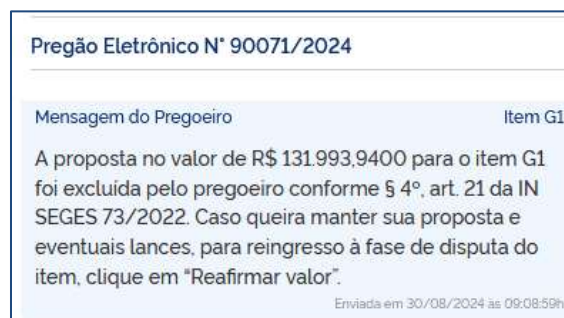 Pregão Eletrônico N° 90071/2024
Mensagem do Pregoeiro Item G1
A proposta no valor de R$ 131.993,9400 para o item G1
foi excluída pelo pregoeiro conforme § 4º, art. 21 da IN
SEGES 73/2022. Caso queira manter sua proposta e
eventuais lances, para reingresso à fase de disputa do
item, clique em “Reafirmar valor”.
Enviada em 30/08/2024 às 09:08:59h